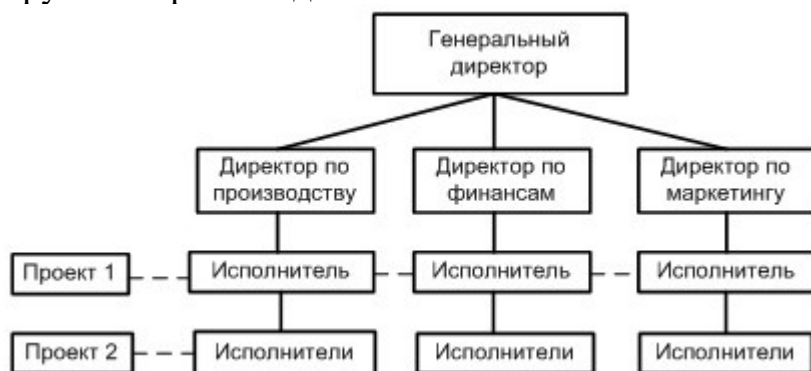 Генеральный
директор
Директор по
производству
Директор по
финансам
Директор по
маркетингу
Проект 1
Исполнитель
Исполнитель
Исполнитель
Проект 2
Исполнители
Исполнители
Исполнители